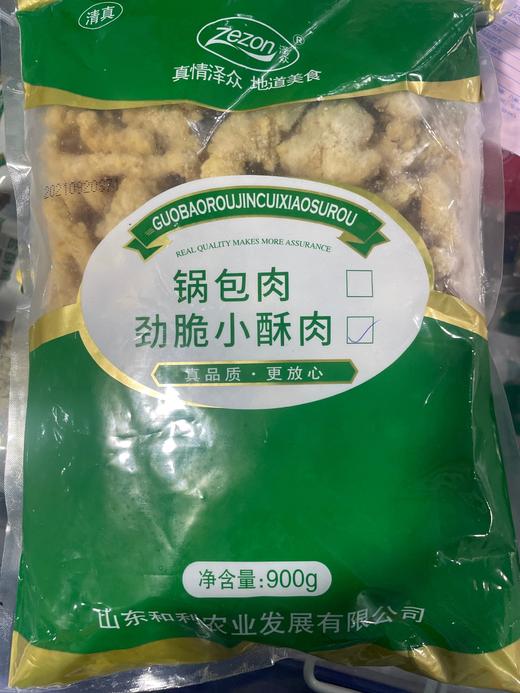 清真
zezon 泽众 ®
真情泽众 地道美食
GUOBAOROUJINCUIXIAOSUROU
REAL QUALITY MAKES MORE ASSURANCE
锅包肉
劲脆小酥肉
真品质·更放心
净含量:900g
山东和利农业发展有限公司